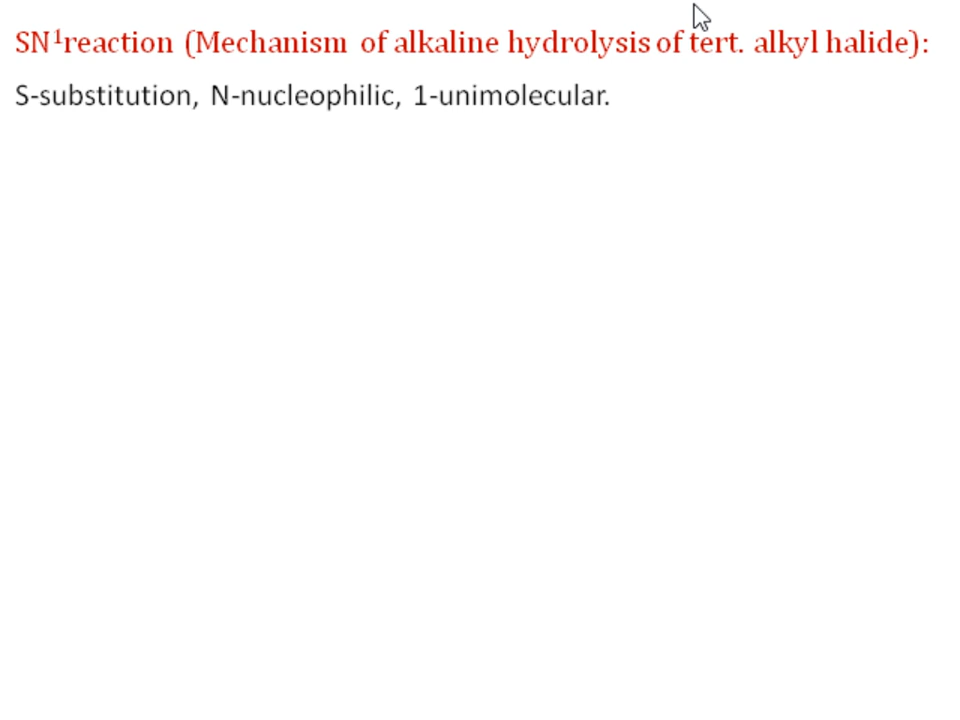 SN¹reaction (Mechanism of alkaline hydrolysis of tert. alkyl halide):
S-substitution, N-nucleophilic, 1-unimolecular.